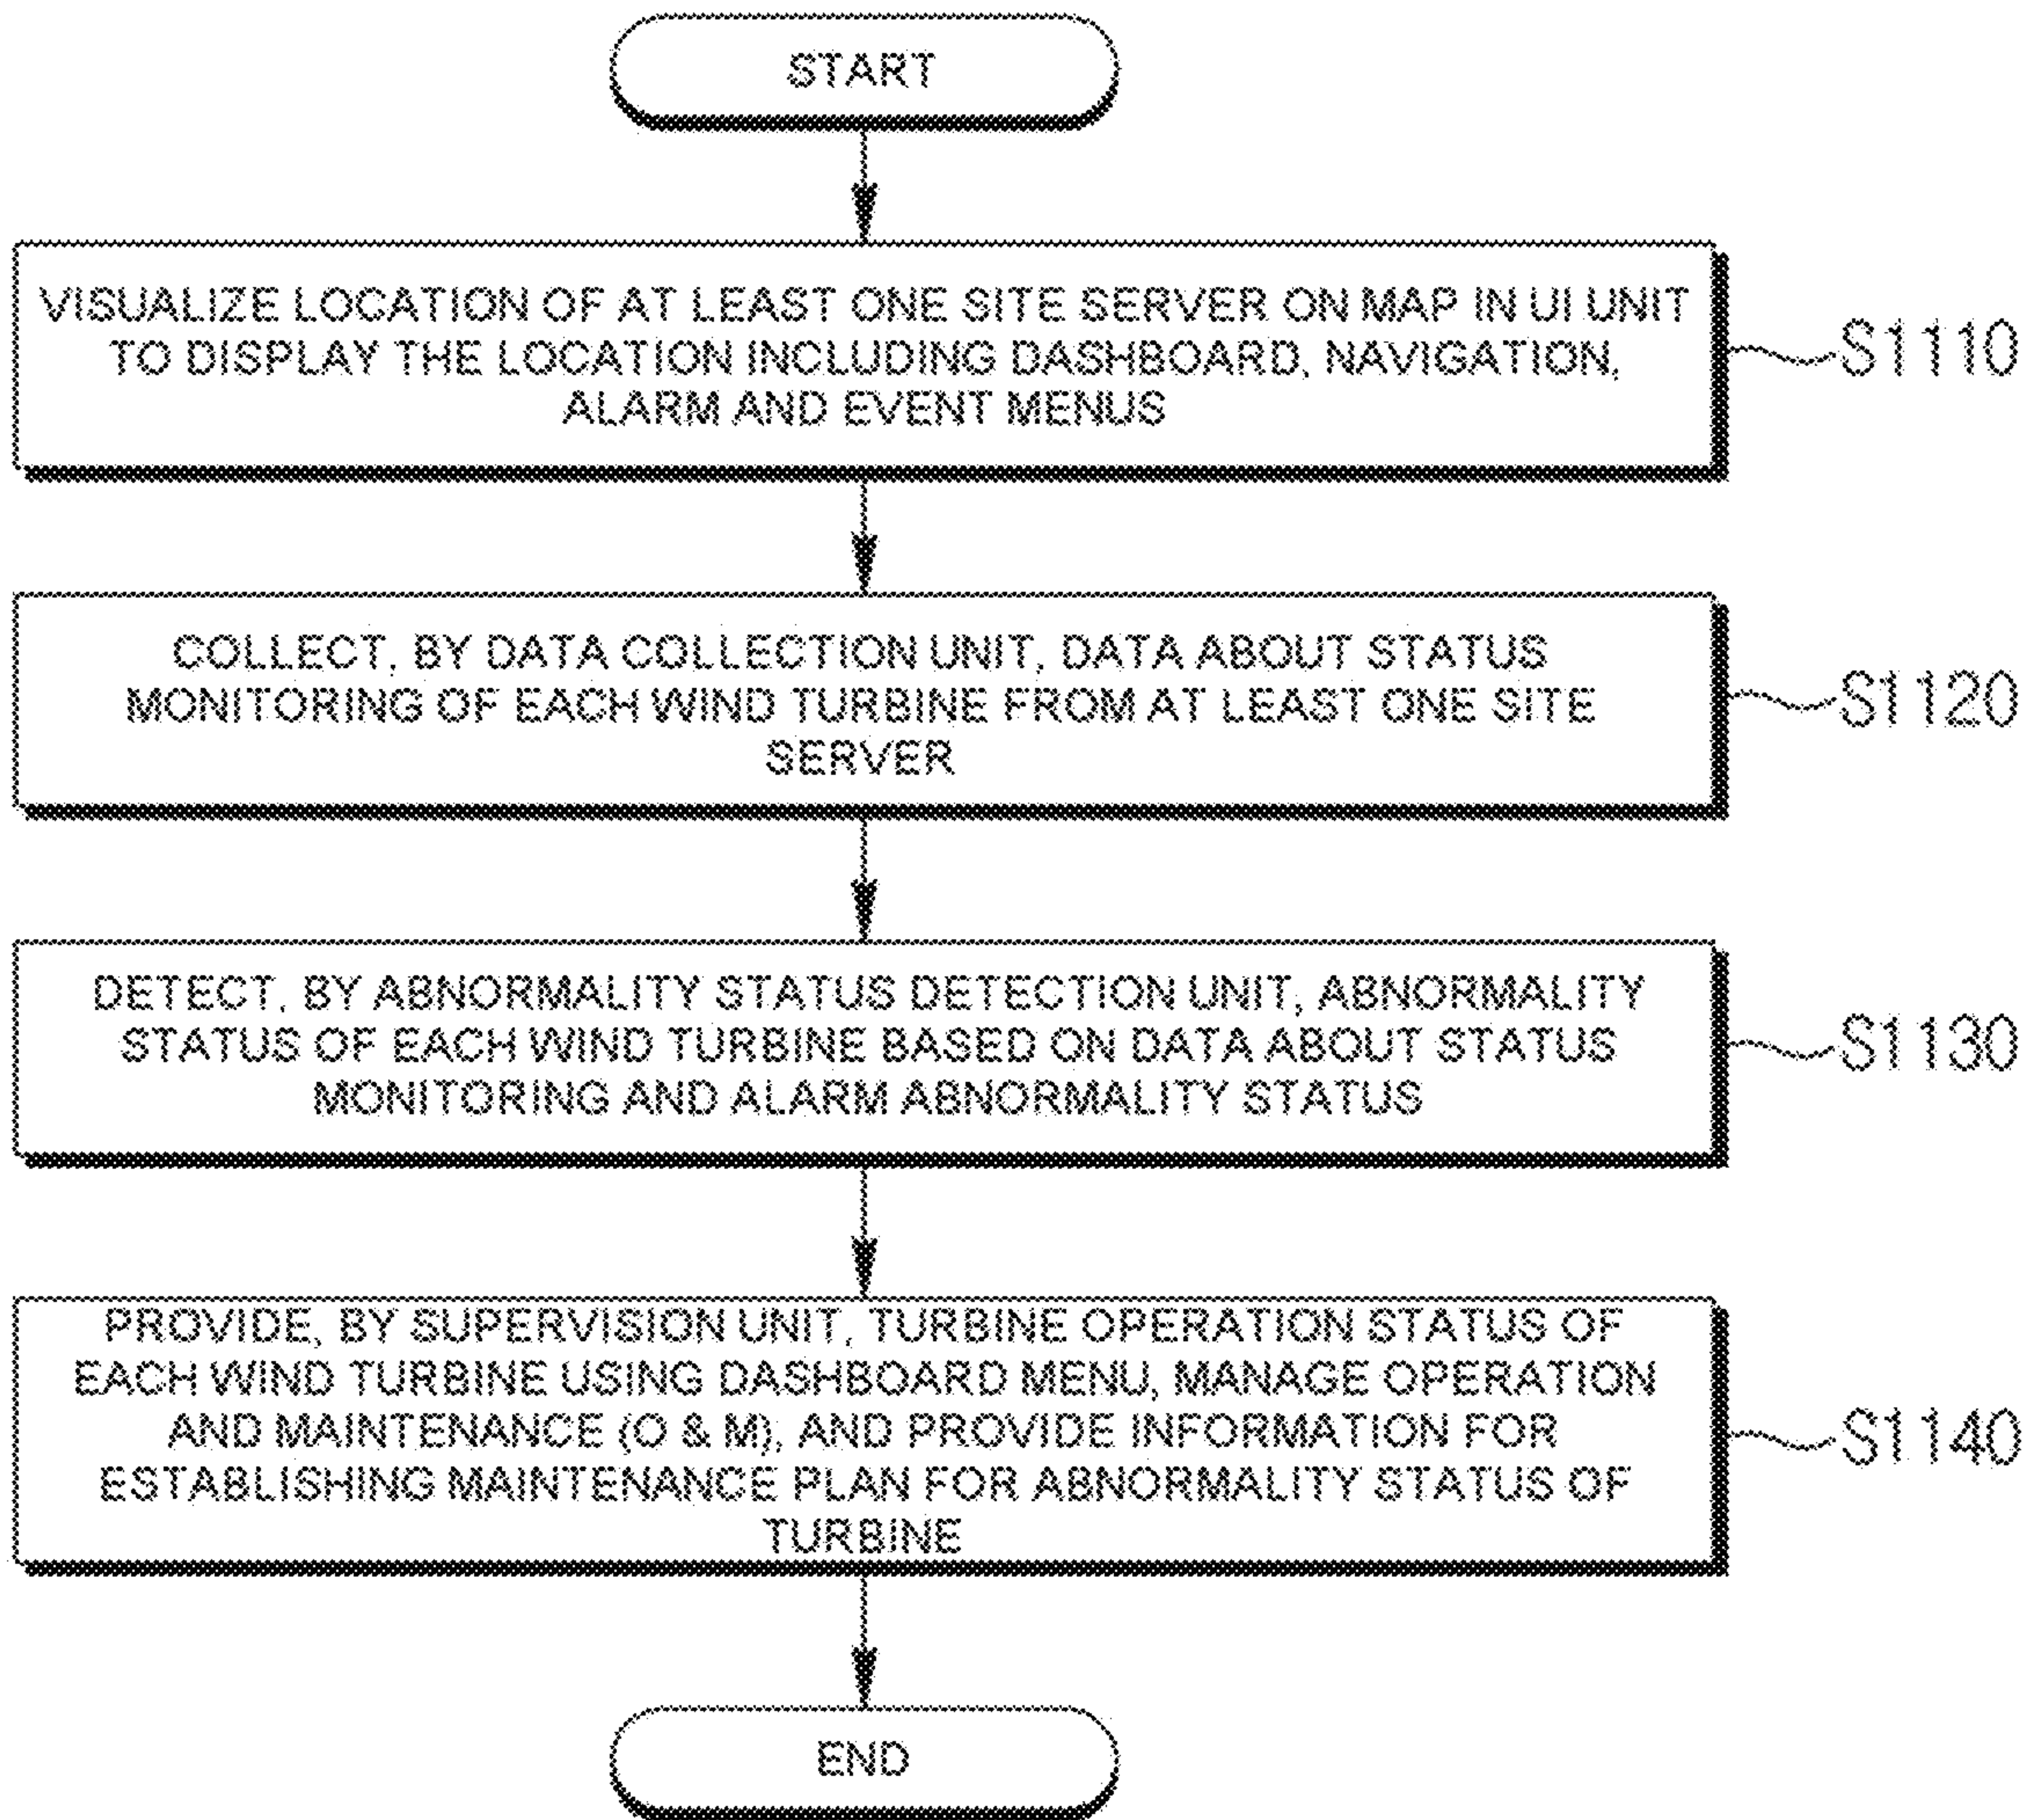 START
VISUALIZE LOCATION OF AT LEAST ONE SITE SERVER ON MAP IN UI UNIT
TO DISPLAY THE LOCATION INCLUDING DASHBOARD, NAVIGATION,
ALARM AND EVENT MENUS
S1110
COLLECT, BY DATA COLLECTION UNIT, DATA ABOUT STATUS
MONITORING OF EACH WIND TURBINE FROM AT LEAST ONE SITE
SERVER
S1120
DETECT, BY ABNORMALITY STATUS DETECTION UNIT, ABNORMALITY
STATUS OF EACH WIND TURBINE BASED ON DATA ABOUT STATUS
MONITORING AND ALARM ABNORMALITY STATUS
S1130
PROVIDE, BY SUPERVISION UNIT, TURBINE OPERATION STATUS OF
EACH WIND TURBINE USING DASHBOARD MENU, MANAGE OPERATION
AND MAINTENANCE (O & M), AND PROVIDE INFORMATION FOR
ESTABLISHING MAINTENANCE PLAN FOR ABNORMALITY STATUS OF
TURBINE
S1140
END